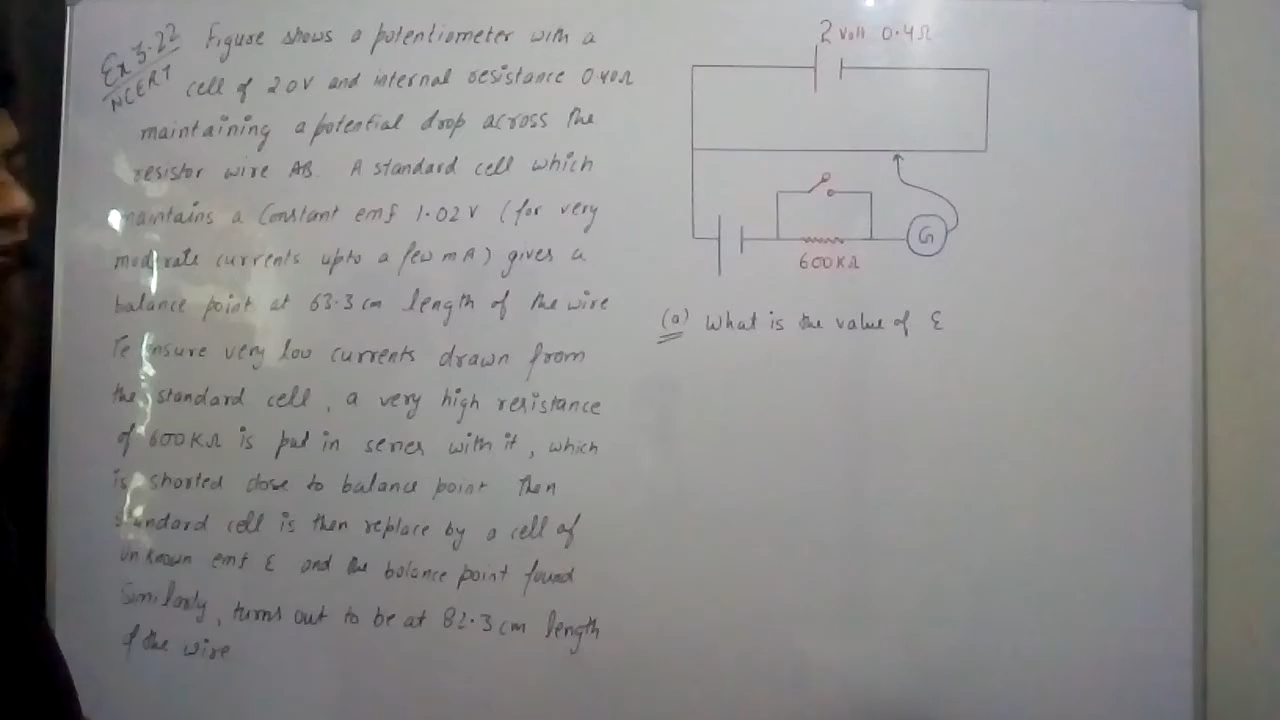 Ex 3.22
NCERT
Figure shows a potentiometer with a
cell of 2.0V and internal resistance 0.40Ω
maintaining a potential drop across the
resistor wire AB. A standard cell which
maintains a Constant emf 1.02V (for very
moderate currents upto a few mA) gives a
balance point at 63.3 cm length of the wire
To ensure very low currents drawn from
the standard cell, a very high resistance
of 600KΩ is put in series with it, which
is shorted close to balance point Then
standard cell is then replace by a cell of
unknown emf ε and the balance point found
Similarly, turns out to be at 82.3 cm length
of the wire
2 Volt 0.4Ω
G
600KΩ
(a) What is the value of ε